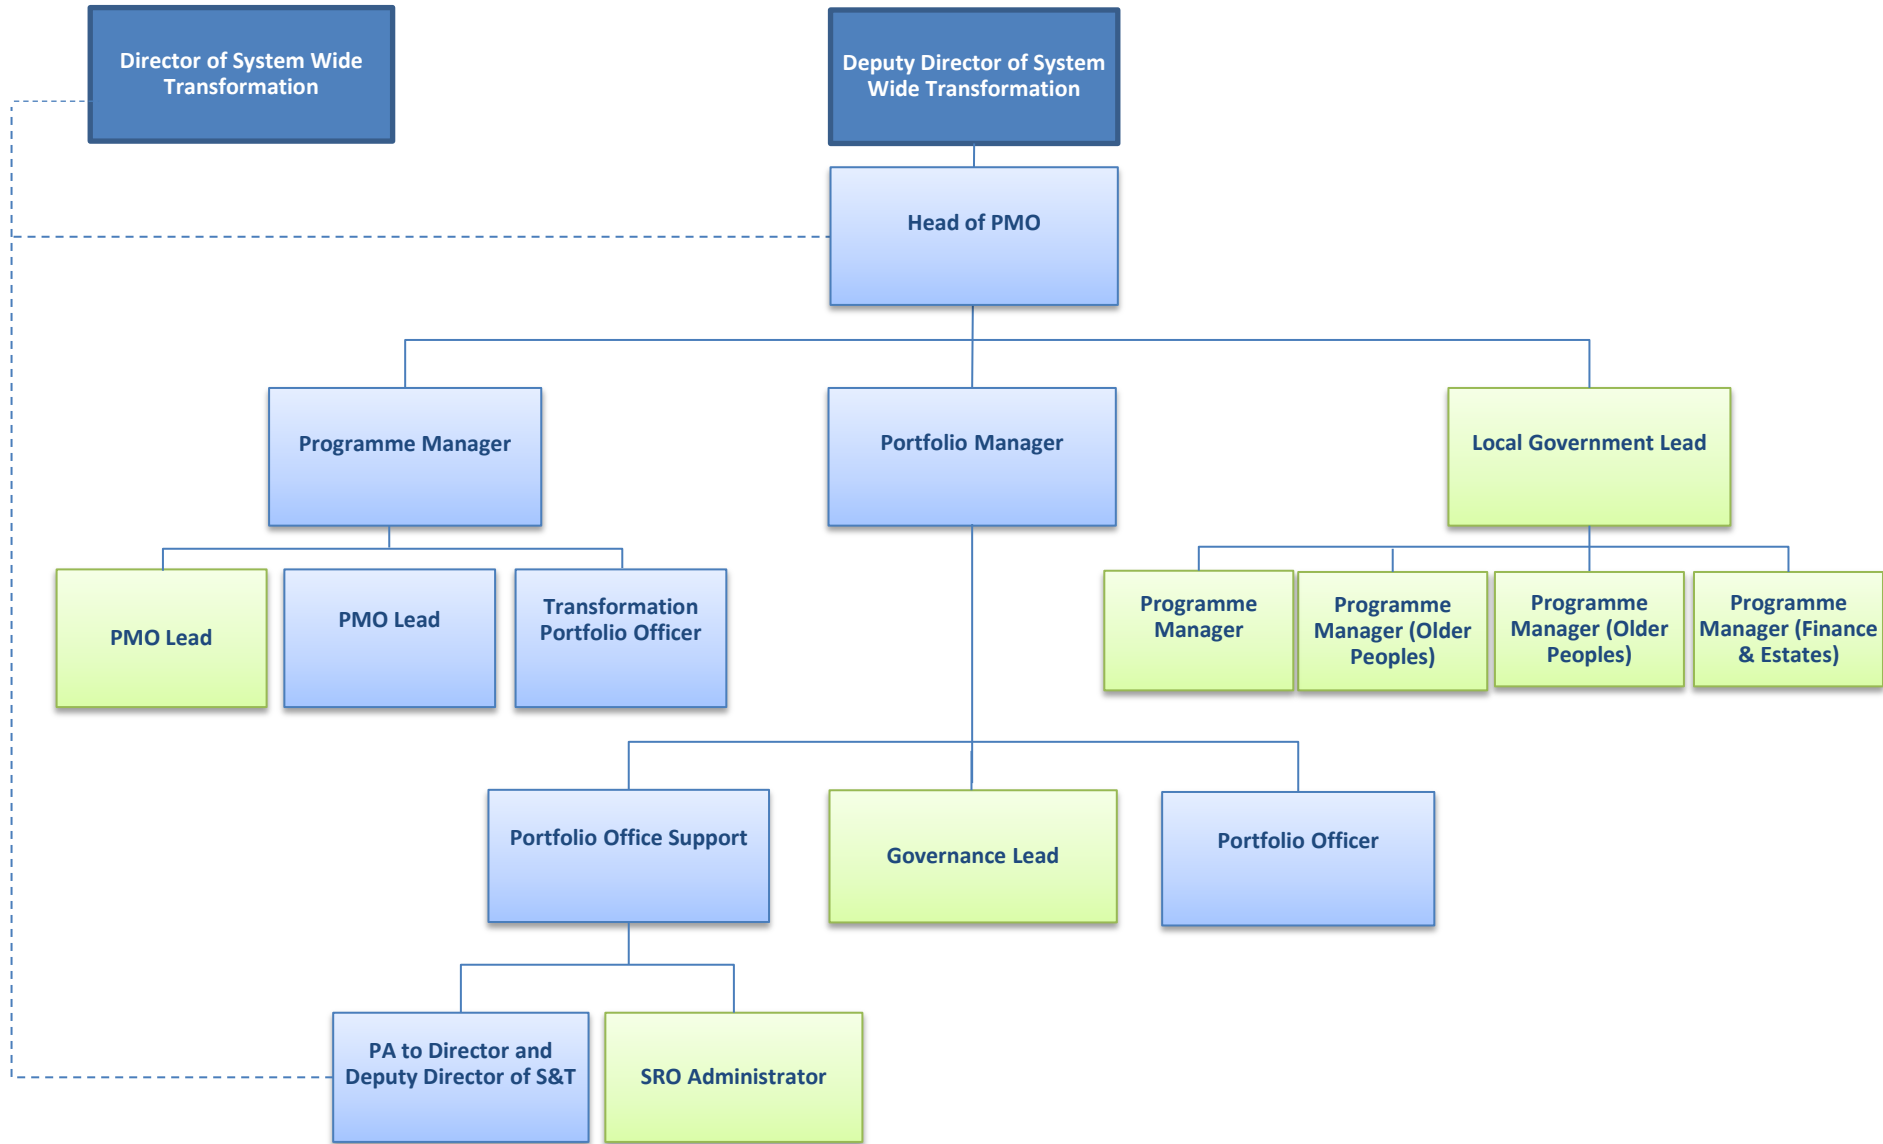 Director of System Wide
Transformation
Deputy Director of System
Wide Transformation
Head of PMO
Programme Manager
Portfolio Manager
Local Government Lead
PMO Lead
PMO Lead
Transformation
Portfolio Officer
Programme
Manager
Programme
Manager (Older
Peoples)
Programme
Manager (Older
Peoples)
Programme
Manager (Finance
& Estates)
Portfolio Office Support
Governance Lead
Portfolio Officer
PA to Director and
Deputy Director of S&T
SRO Administrator